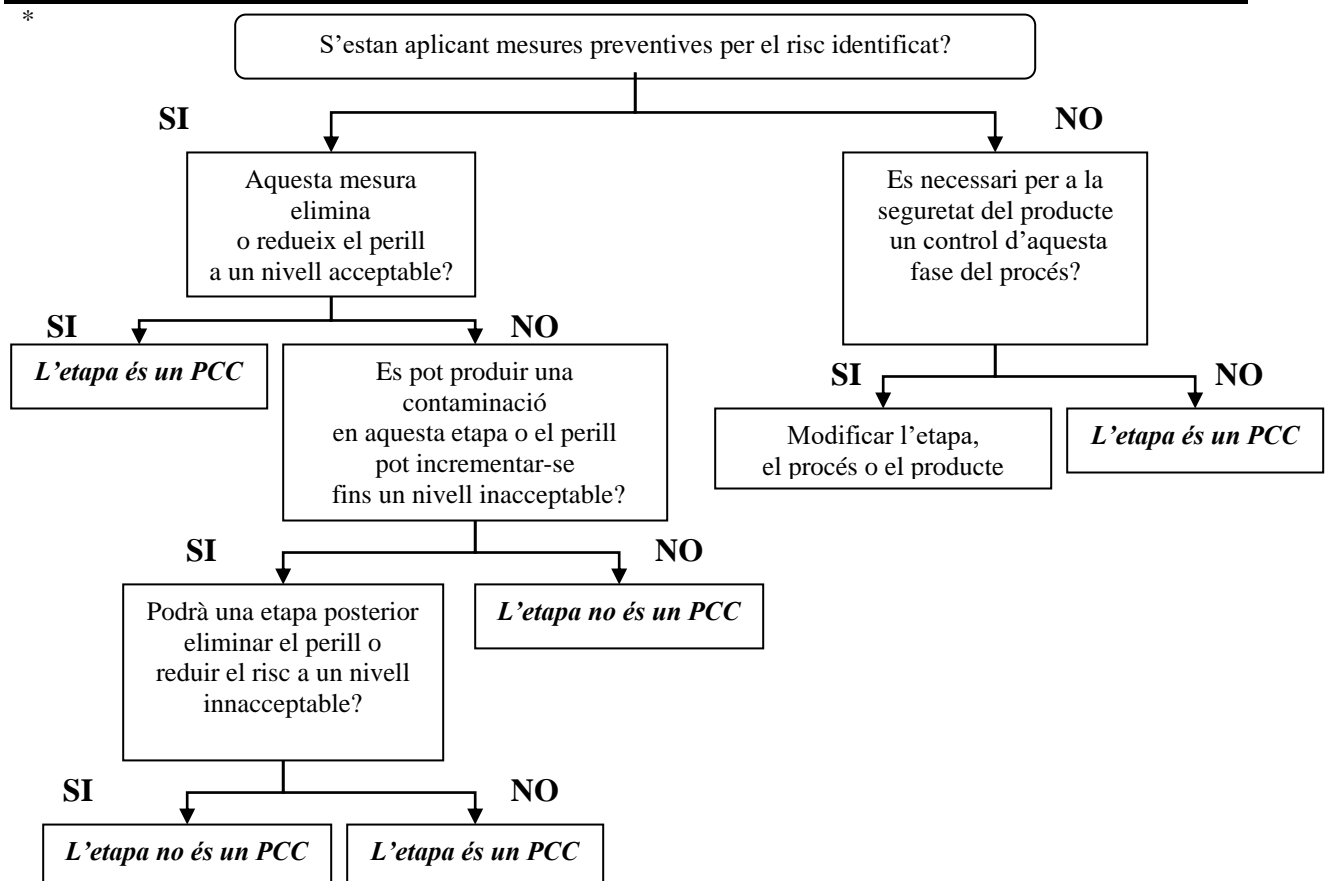 *
S’estan aplicant mesures preventives per el risc identificat?
SI
NO
Aquesta mesura
elimina
o redueix el perill
a un nivell acceptable?
Es necessari per a la
seguretat del producte
un control d’aquesta
fase del procés?
SI
NO
L’etapa és un PCC
Es pot produir una
contaminació
en aquesta etapa o el perill
pot incrementar-se
fins un nivell inacceptable?
SI
NO
Modificar l’etapa,
el procés o el producte
L’etapa és un PCC
SI
NO
Podrà una etapa posterior
eliminar el perill o
reduir el risc a un nivell
innacceptable?
L’etapa no és un PCC
SI
NO
L’etapa no és un PCC
L’etapa és un PCC